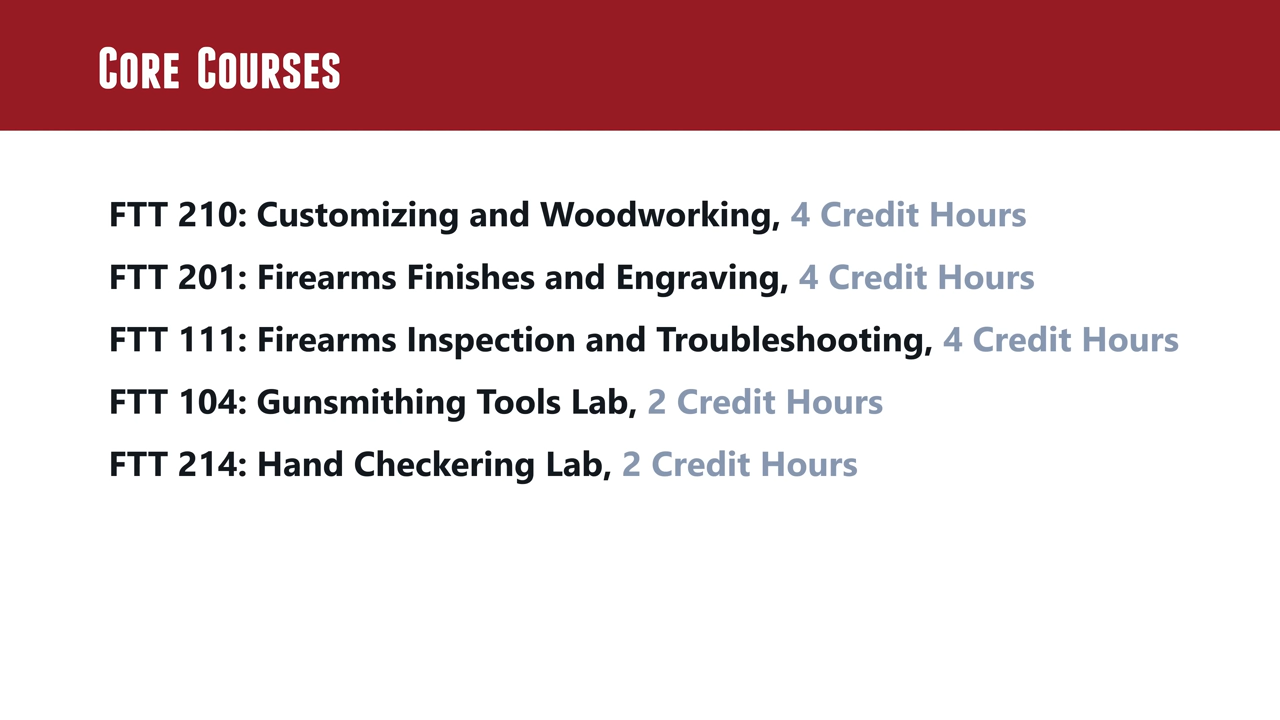 Core Courses
FTT 210: Customizing and Woodworking, 4 Credit Hours
FTT 201: Firearms Finishes and Engraving, 4 Credit Hours
FTT 111: Firearms Inspection and Troubleshooting, 4 Credit Hours
FTT 104: Gunsmithing Tools Lab, 2 Credit Hours
FTT 214: Hand Checkering Lab, 2 Credit Hours